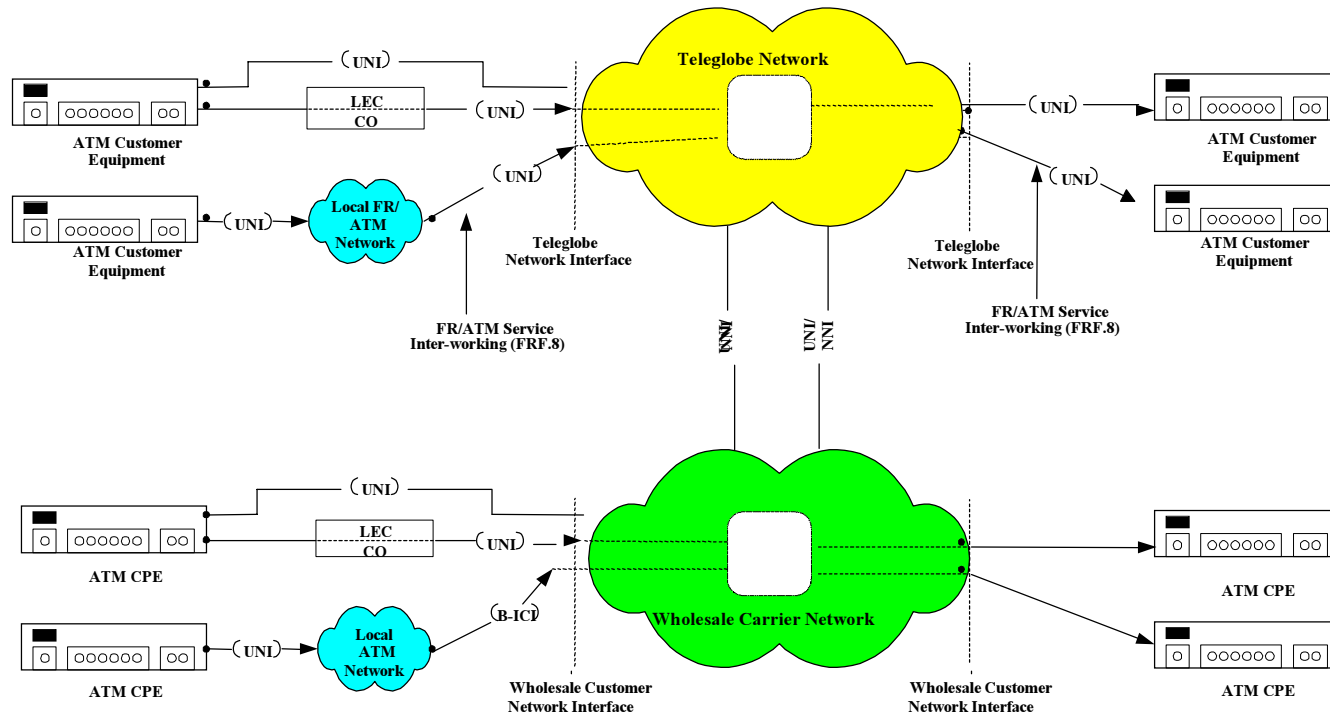 Teleglobe Network
(UNI)
(UNI)
(UNI)
(UNI)
(UNI)
(UNI)
LEC
CO
ATM Customer
Equipment
ATM Customer
Equipment
Local FR/
ATM
Network
Teleglobe
Network Interface
FR/ATM Service
Inter-working (FRF.8)
Teleglobe
Network Interface
FR/ATM Service
Inter-working (FRF.8)
ATM Customer
Equipment
ATM Customer
Equipment
UNI/
NNI
(UNI)
(UNI)
LEC
CO
ATM CPE
(UNI)
(B-ICI
Local
ATM
Network
ATM CPE
Wholesale Carrier Network
Wholesale Customer
Network Interface
Wholesale Customer
Network Interface
ATM CPE
ATM CPE